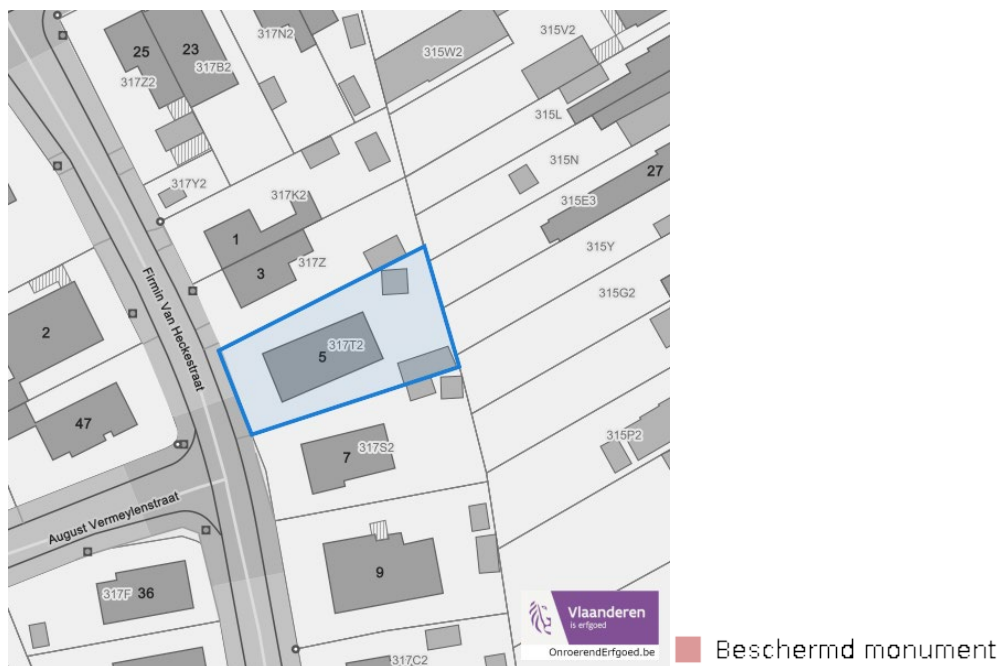 25
23
317B2
317Z2
317N2
315W2
315V2
315L
315N
27
315E3
315Y
315G2
317Y2
317K2
1
3
317Z
Firmin Van Heckestraat
2
5
317T2
47
7
317S2
315P2
August Vermeylenstraat
9
317F
36
317C2
Vlaanderen
is erfgoed
OnroerendErfgoed.be
Beschermd monument